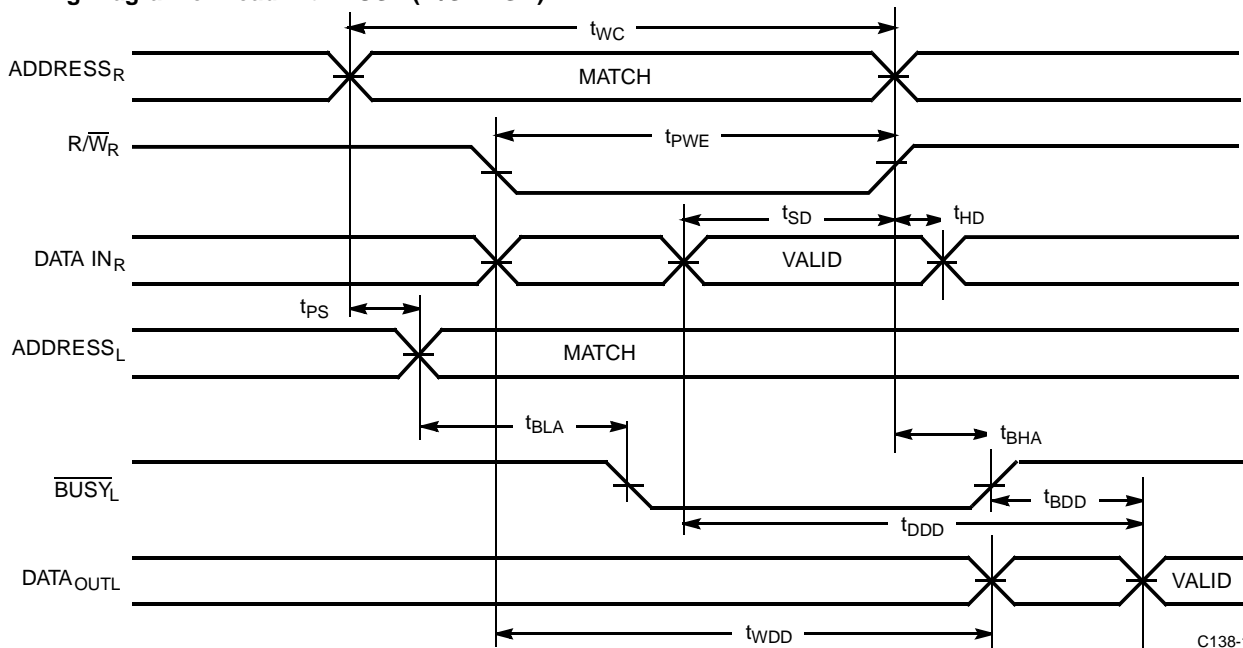 tWC
ADDRESSR
MATCH
R/W̅R
tPWE
tSD
tHD
DATA INR
VALID
tPS
ADDRESSL
MATCH
tBLA
tBHA
B̅U̅S̅Y̅L
tBDD
tDDD
DATAOUTL
VALID
tWDD